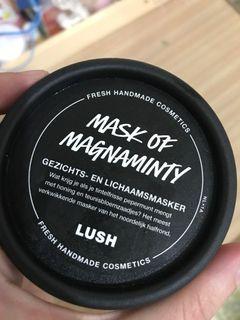 FRESH HANDMADE COSMETICS
MASK OF
MAGNAMINTY
GEZICHTS- EN LICHAAMSMASKER
Wat krijg je als je tintelfrisse pepermunt mengt
met honing en teunisbloemzaadjes? Het meest
verkwikkende masker van het noordelijk halfrond.
LUSH
FRESH HANDMADE COSMETICS